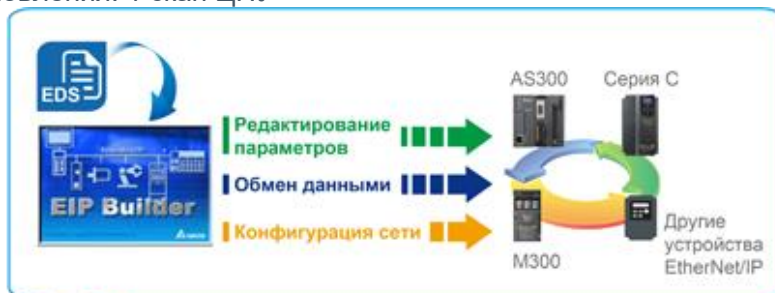 EDS
EIP Builder
Редактирование
параметров
Обмен данными
Конфигурация сети
AS300
Серия C
M300
Другие
устройства
EtherNet/IP